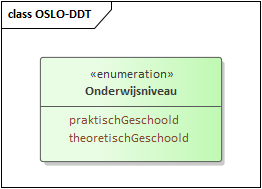 class OSLO-DDT
«enumeration»
Onderwijsniveau
praktischGeschoold
theoretischGeschoold